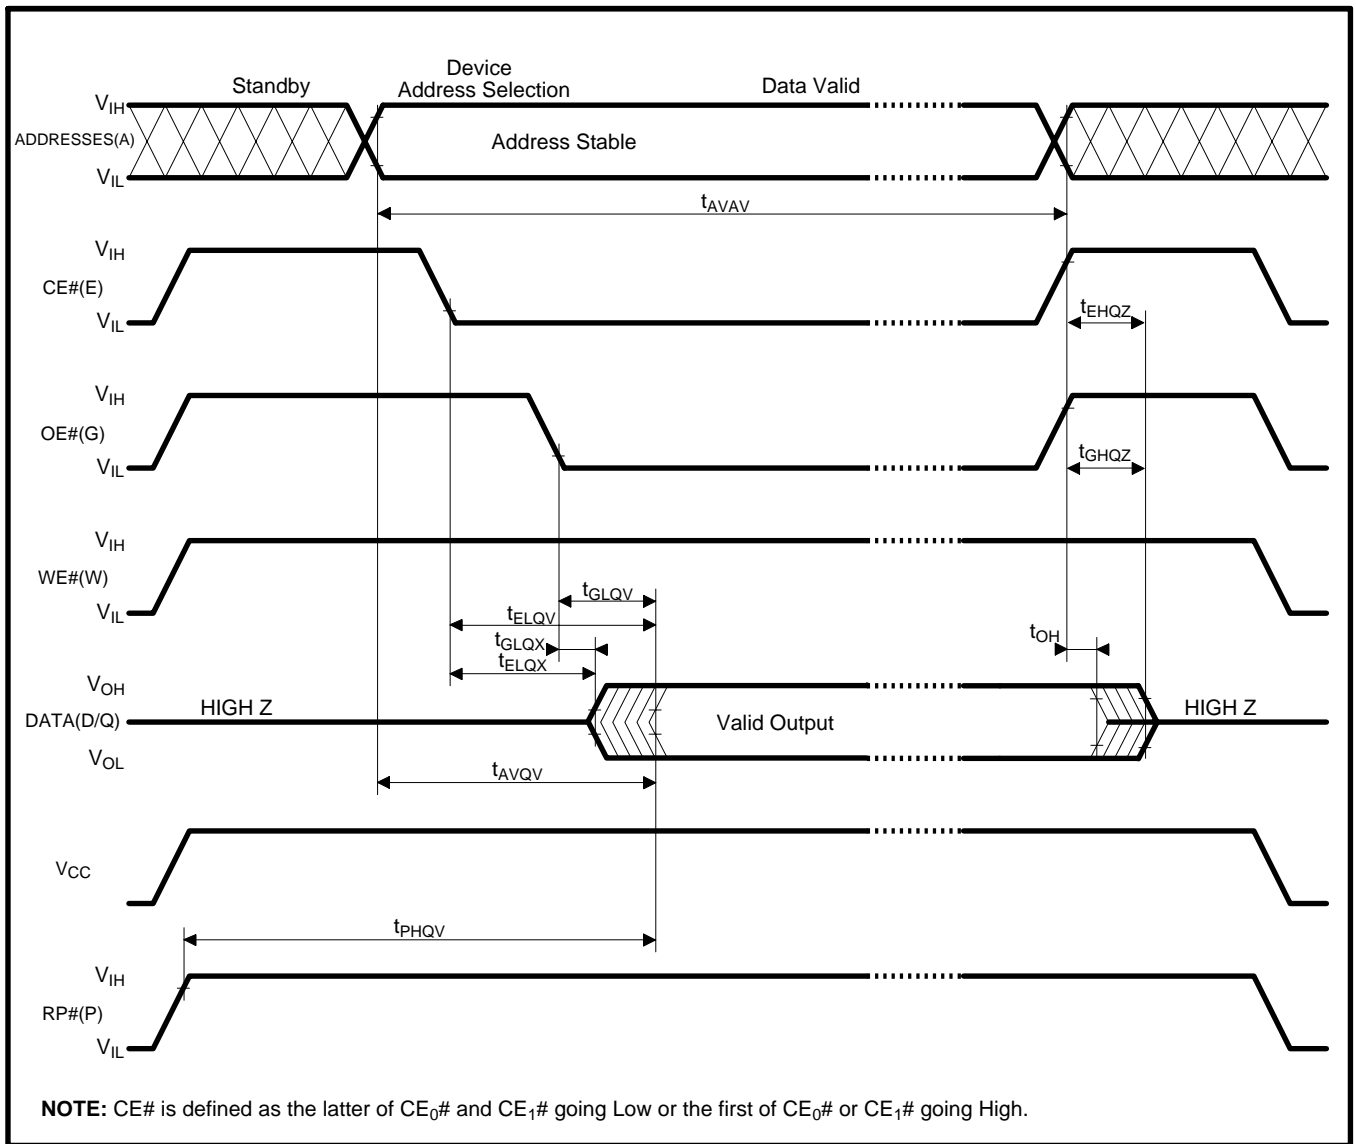 Standby
Device
Address Selection
Data Valid
VIH
ADDRESSES(A)
Address Stable
VIL
tAVAV
VIH
CE#(E)
tEHQZ
VIL
VIH
OE#(G)
tGHQZ
VIL
VIH
WE#(W)
tGLQV
VIL
tELQV
tGLQX
tOH
tELQX
VOH
HIGH Z
DATA(D/Q)
Valid Output
HIGH Z
VOL
tAVQV
VCC
tPHQV
VIH
RP#(P)
VIL
NOTE: CE# is defined as the latter of CE0# and CE1# going Low or the first of CE0# or CE1# going High.